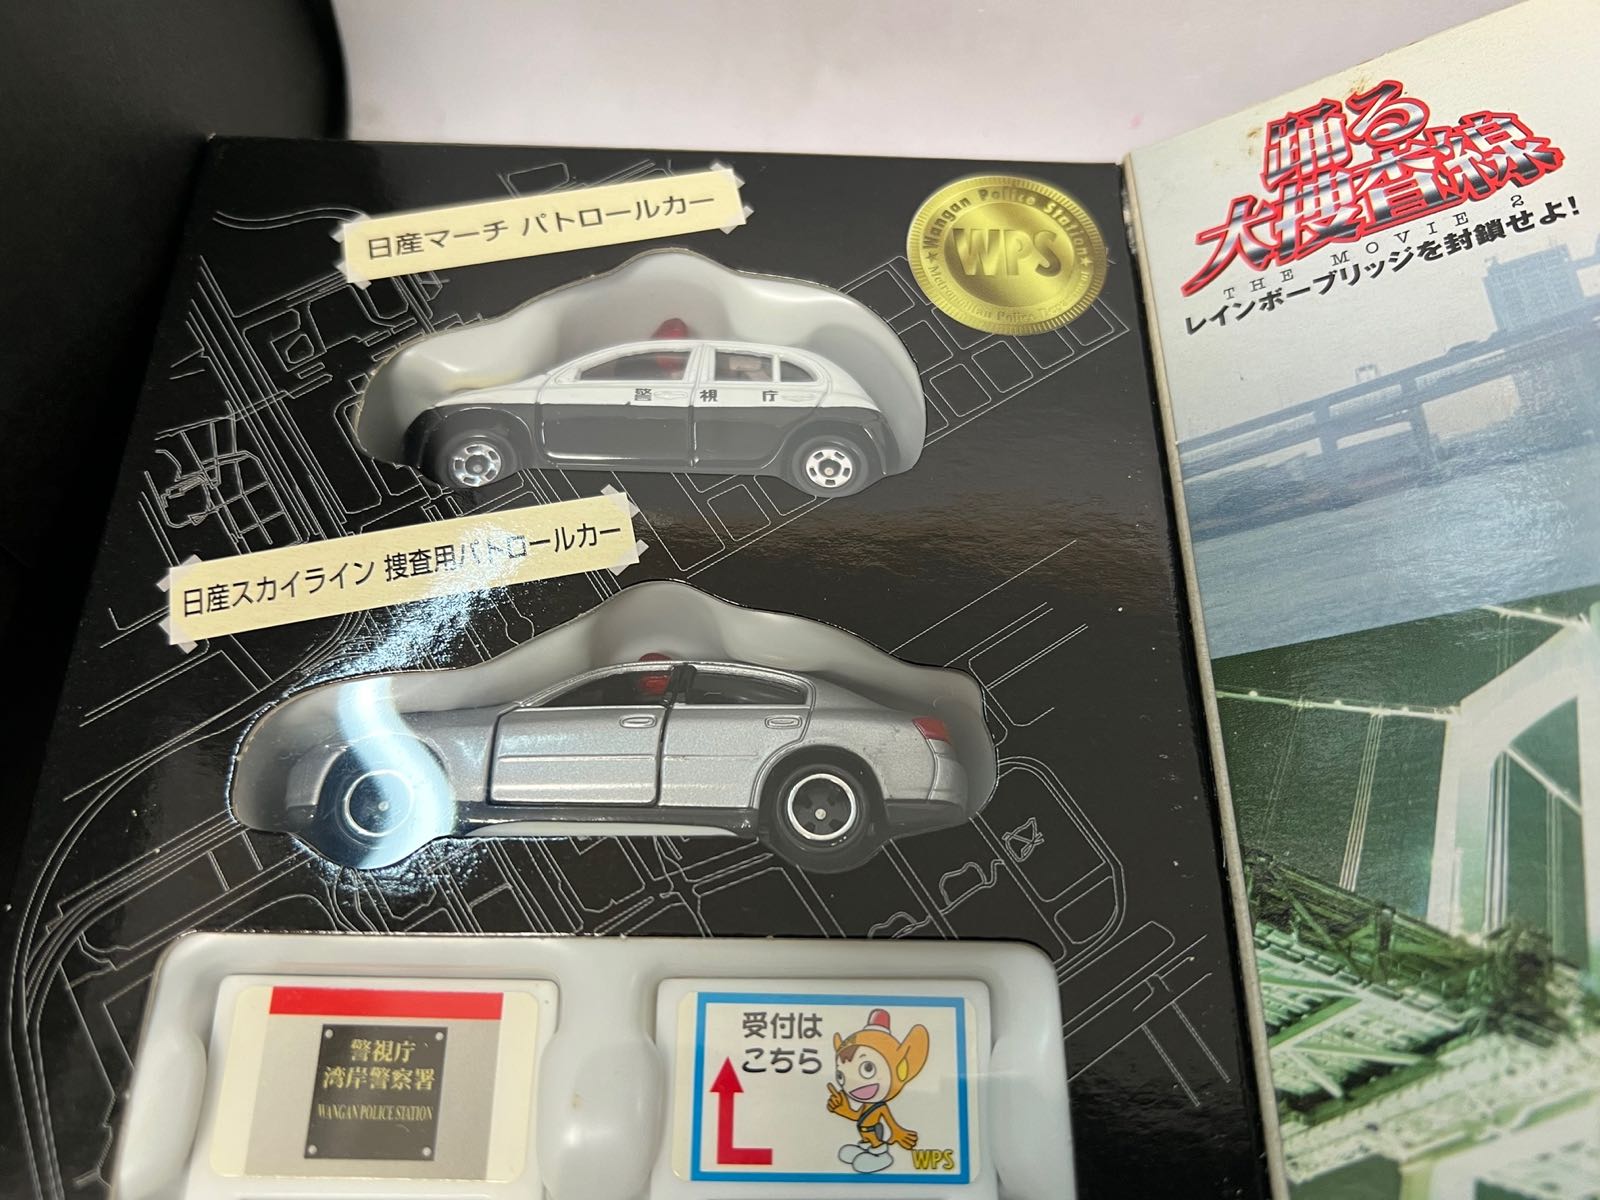 日産マーチ パトロールカー
Wangan Police Station
WPS
警視庁
日産スカイライン 捜査用パトロールカー
警視庁
湾岸警察署
WANGAN POLICE STATION
受付は
こちら
WPS
踊る
大捜査線
THE MOVIE 2
レインボーブリッジを封鎖せよ!